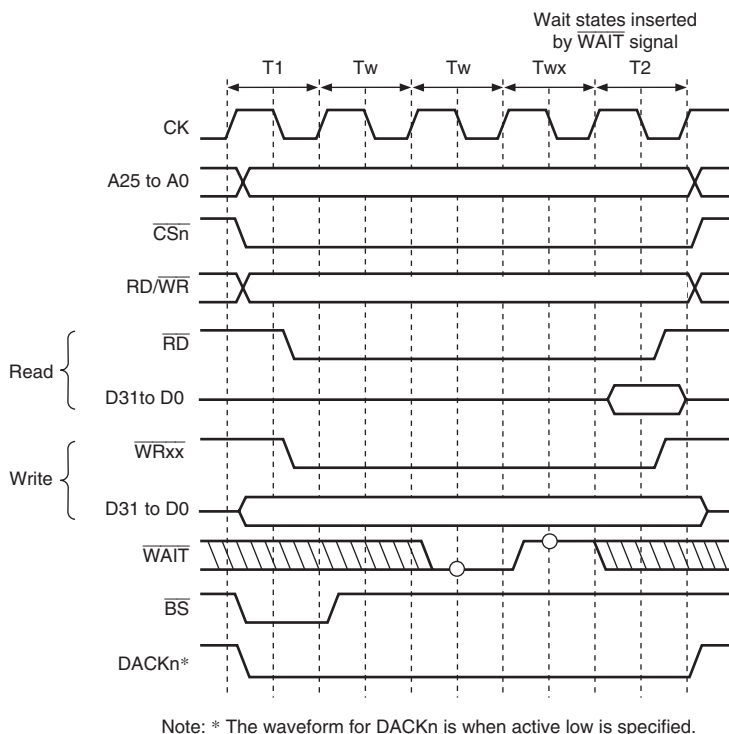 Wait states inserted
by WAIT signal
T1 Tw Tw Twx T2
CK
A25 to A0
CSn
RD/WR
RD
Read
D31to D0
WRxx
Write
D31 to D0
WAIT
BS
DACKn*
Note: * The waveform for DACKn is when active low is specified.